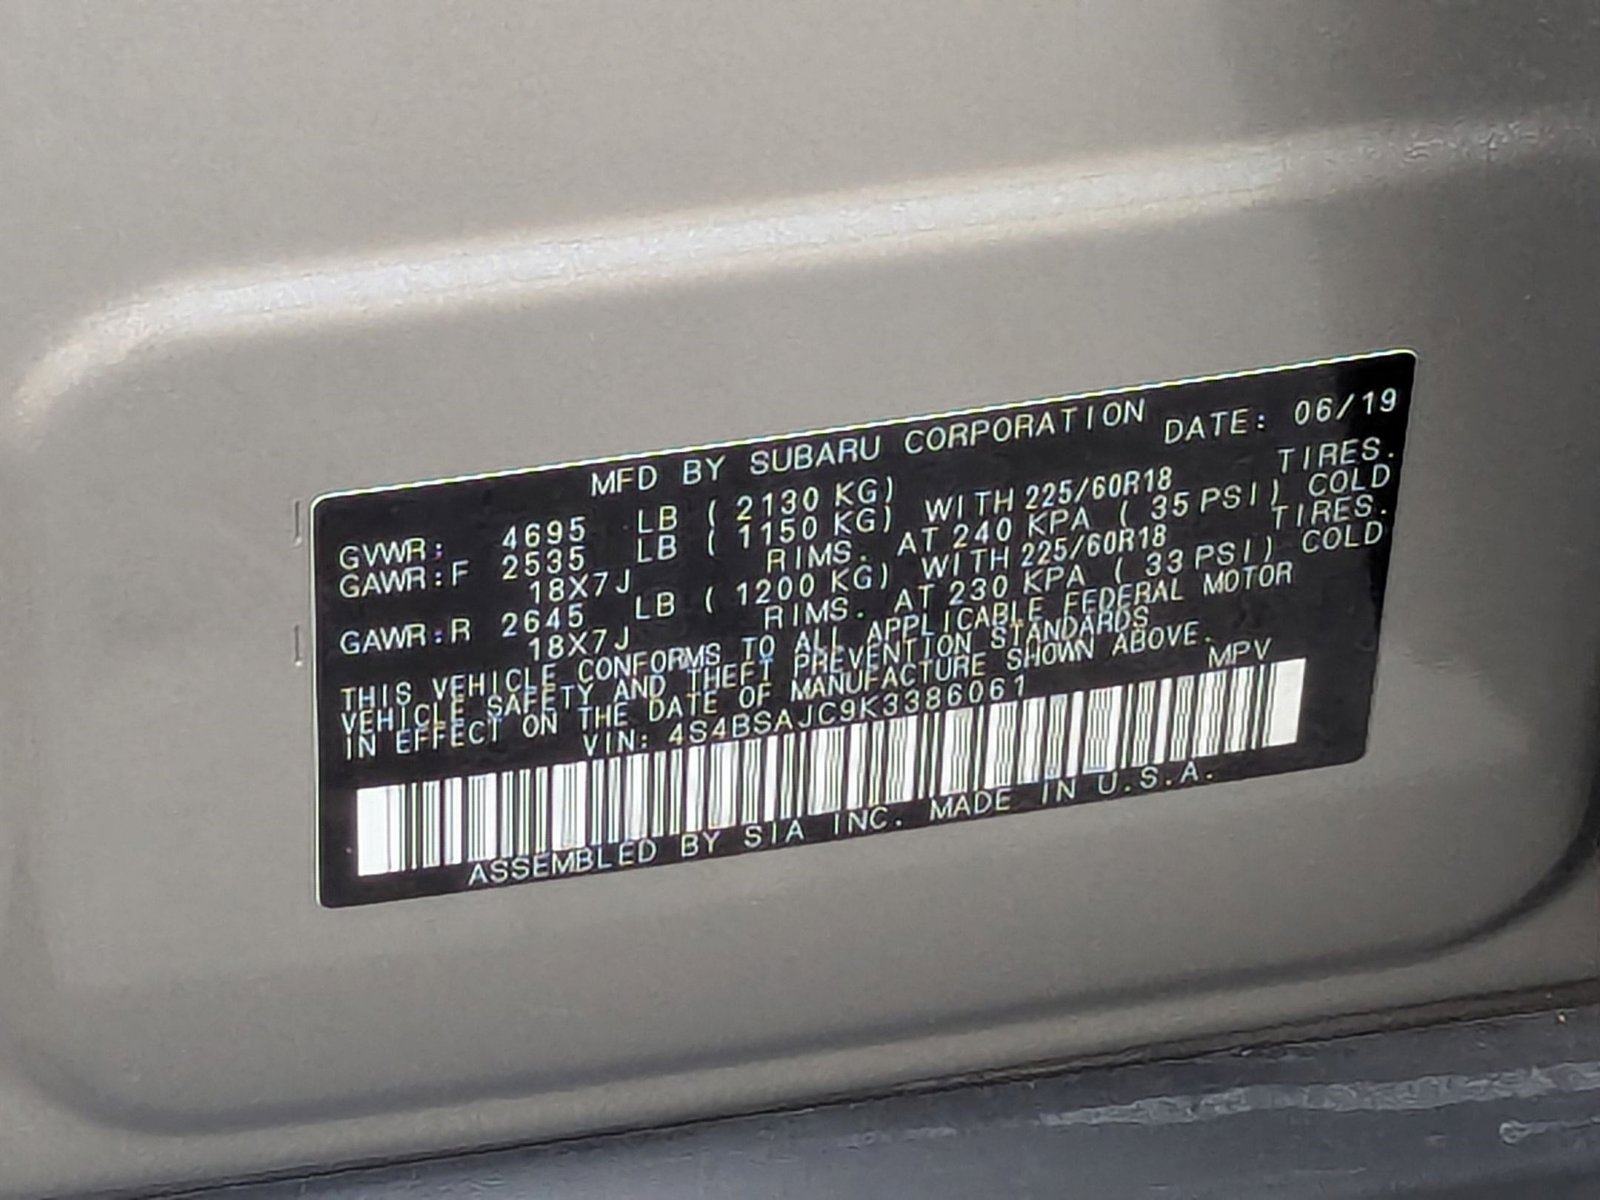 MFD BY SUBARU CORPORATION
DATE: 06/19
GVWR: 4695 LB ( 2130 KG)
GAWR:F 2535 LB ( 1150 KG) WITH 225/60R18 TIRES.
18X7J RIMS. AT 240 KPA ( 35 PSI) COLD
GAWR:R 2645 LB ( 1200 KG) WITH 225/60R18 TIRES.
18X7J RIMS. AT 230 KPA ( 33 PSI) COLD
THIS VEHICLE CONFORMS TO ALL APPLICABLE FEDERAL MOTOR
VEHICLE SAFETY AND THEFT PREVENTION STANDARDS
IN EFFECT ON THE DATE OF MANUFACTURE SHOWN ABOVE.
VIN: 4S4BSAJC9K3386061 MPV
ASSEMBLED BY SIA INC. MADE IN U.S.A.